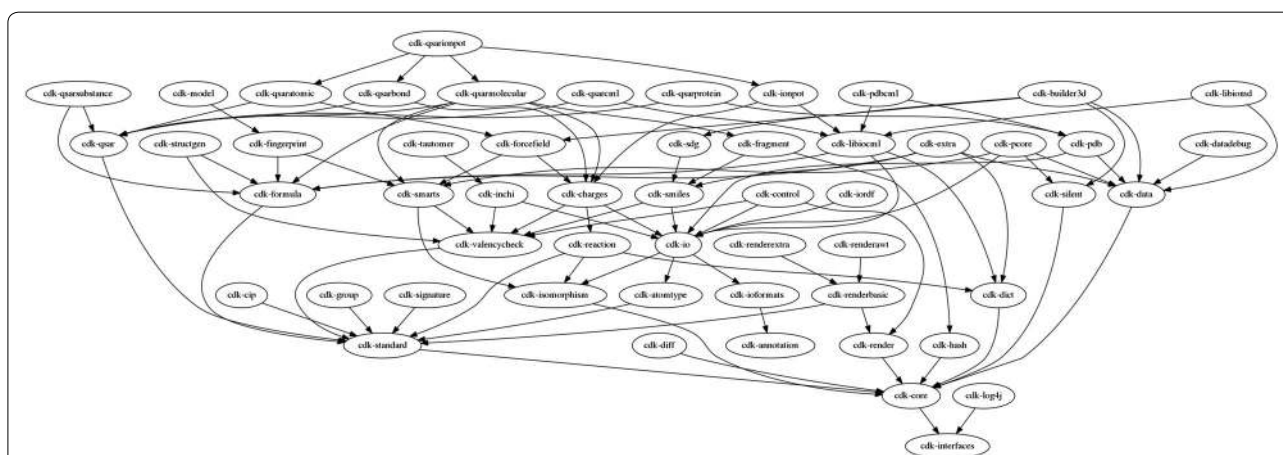 cdk-qsarionpot
cdk-qsarsubstance cdk-model cdk-qsaratomic cdk-qsarbond cdk-qsarmolecular cdk-qsarcml cdk-qsarprotein cdk-ionpot cdk-pdbcml cdk-builder3d cdk-libiomd
cdk-qsar cdk-structgen cdk-fingerprint cdk-tautomer cdk-forcefield cdk-sdg cdk-fragment cdk-libiocml cdk-extra cdk-pcore cdk-pdb cdk-datadebug
cdk-formula cdk-smarts cdk-inchi cdk-charges cdk-smiles cdk-control cdk-iordf cdk-silent cdk-data
cdk-valencycheck cdk-reaction cdk-io cdk-renderextra cdk-renderawt
cdk-cip cdk-group cdk-signature cdk-isomorphism cdk-atomtype cdk-ioformats cdk-renderbasic cdk-dict
cdk-standard cdk-diff cdk-annotation cdk-render cdk-hash
cdk-core cdk-log4j
cdk-interfaces